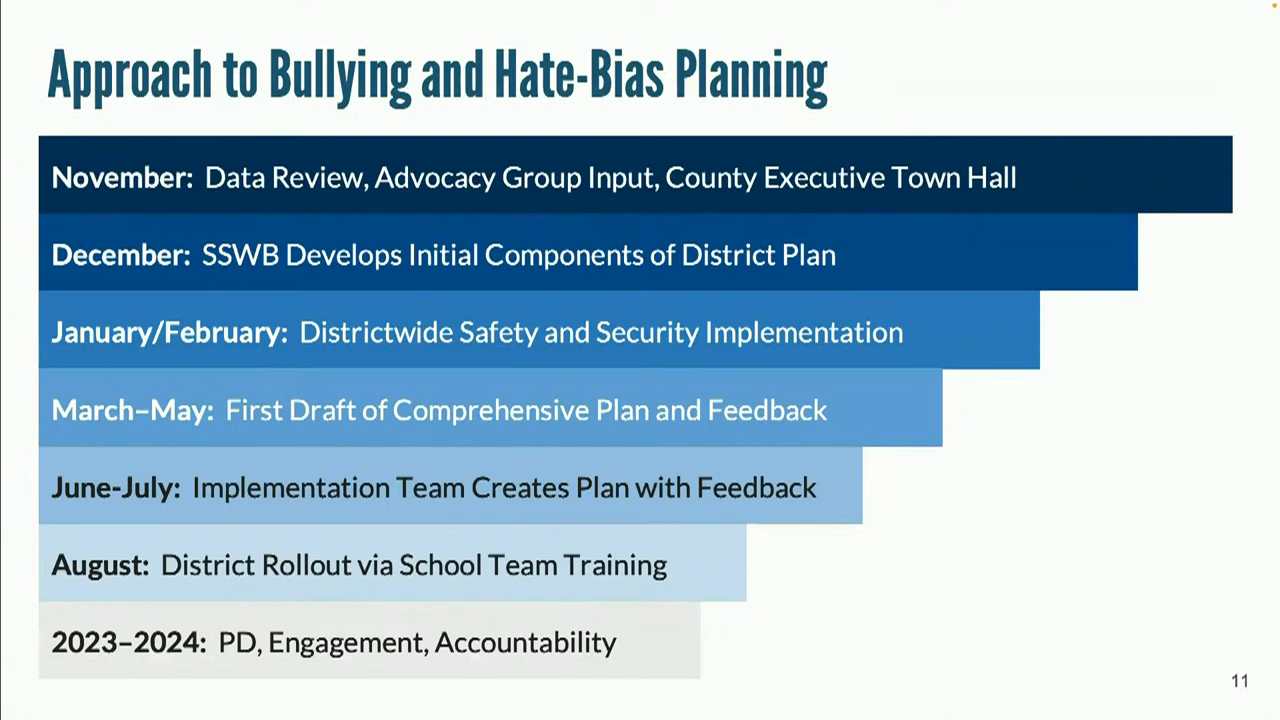 Approach to Bullying and Hate-Bias Planning
November: Data Review, Advocacy Group Input, County Executive Town Hall
December: SSWB Develops Initial Components of District Plan
January/February: Districtwide Safety and Security Implementation
March–May: First Draft of Comprehensive Plan and Feedback
June-July: Implementation Team Creates Plan with Feedback
August: District Rollout via School Team Training
2023–2024: PD, Engagement, Accountability
11